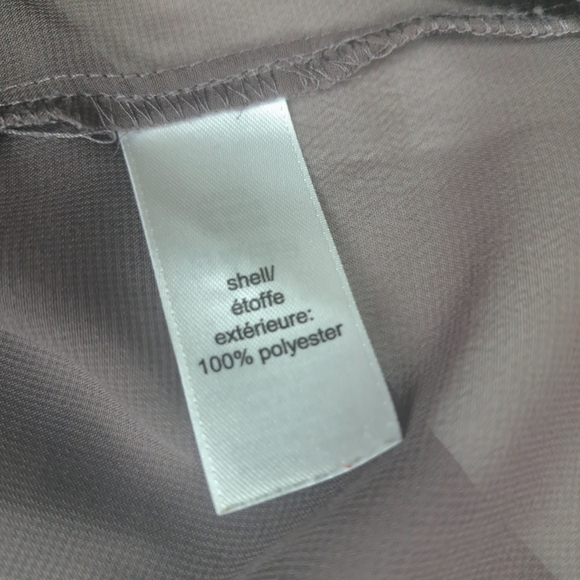 shell/
étoffe
extérieure:
100% polyester